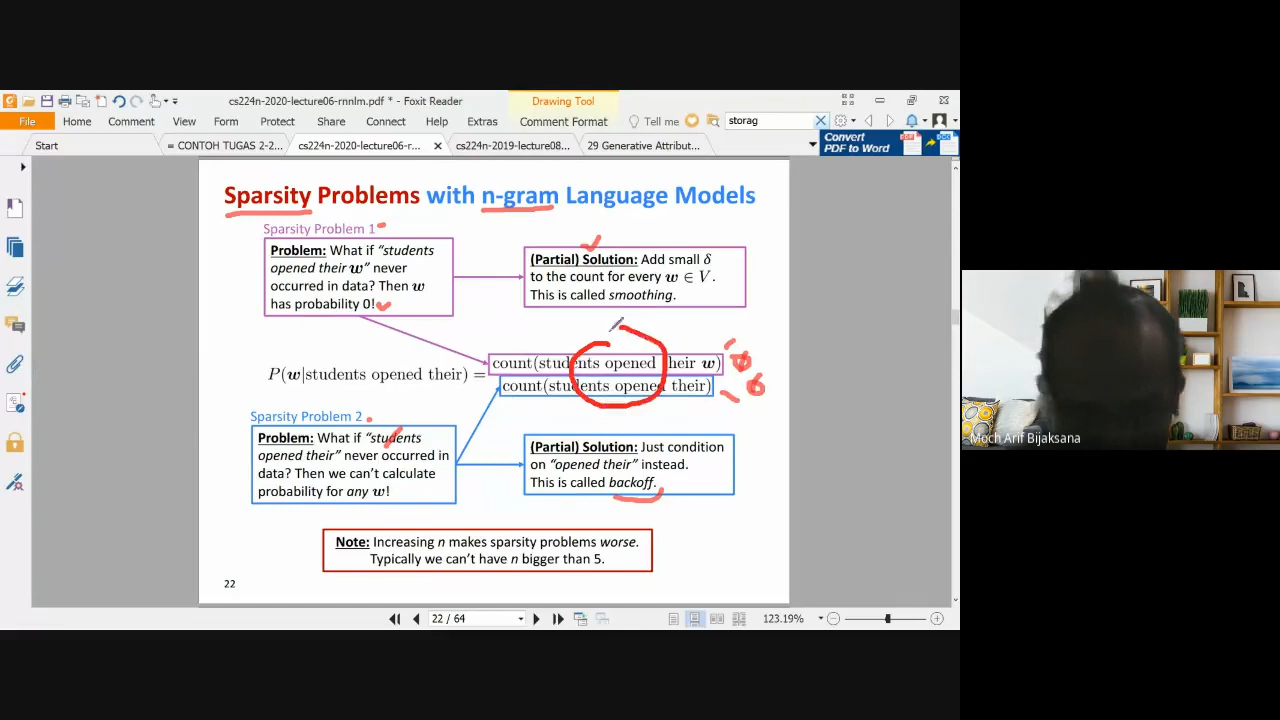 cs224n-2020-lecture06-rnnlm.pdf * - Foxit Reader
Drawing Tool
File
Home
Comment
View
Form
Protect
Share
Connect
Help
Extras
Comment Format
Tell me
storag
Start
= CONTOH TUGAS 2-2...
cs224n-2020-lecture06-r...
cs224n-2019-lecture08...
29 Generative Attribut...
Convert
PDF to Word
Sparsity Problems with n-gram Language Models
Sparsity Problem 1
Problem: What if “students
opened their w” never
occurred in data? Then w
has probability 0!
(Partial) Solution: Add small δ
to the count for every w ∈ V.
This is called smoothing.
P(w|students opened their) =
count(students opened their w)
count(students opened their)
Sparsity Problem 2
Problem: What if “students
opened their” never occurred in
data? Then we can’t calculate
probability for any w!
(Partial) Solution: Just condition
on “opened their” instead.
This is called backoff.
Note: Increasing n makes sparsity problems worse.
Typically we can’t have n bigger than 5.
22
22 / 64
123.19%
Moch Arif Bijaksana